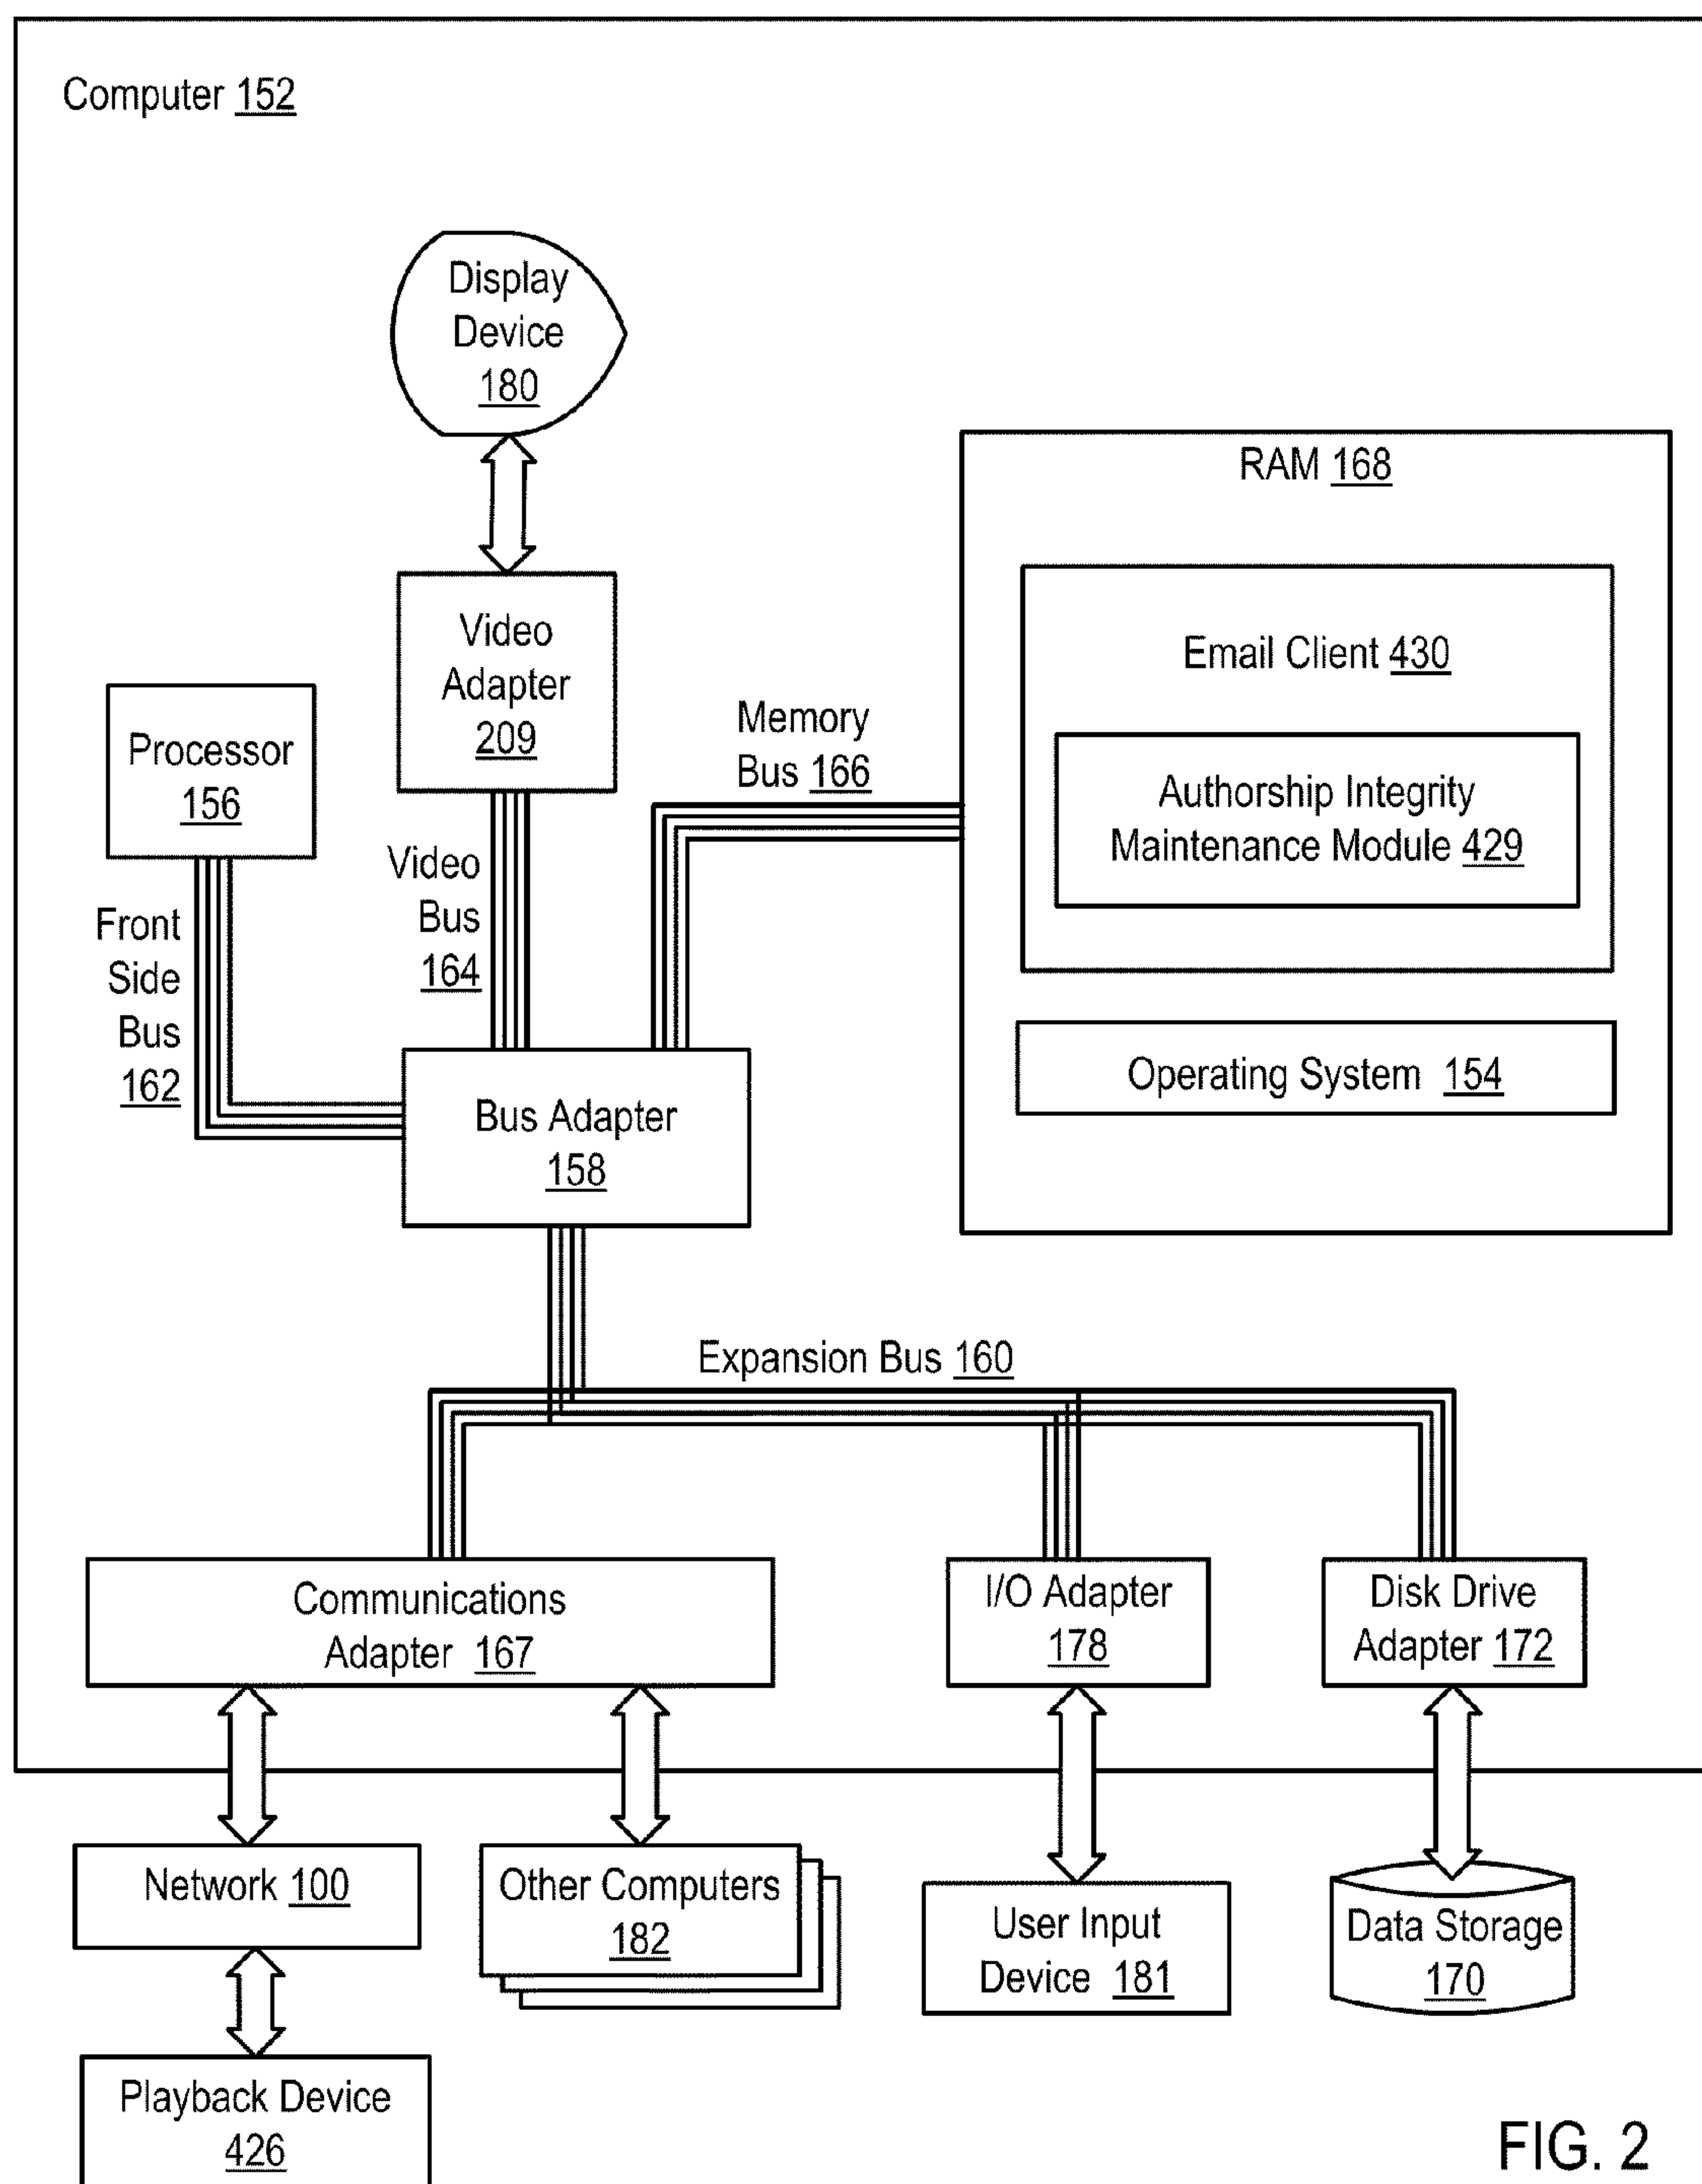 Computer 152
Display
Device
180
Video
Adapter
209
Processor
156
Memory
Bus 166
Video
Bus
164
Front
Side
Bus
162
RAM 168
Email Client 430
Authorship Integrity
Maintenance Module 429
Operating System 154
Bus Adapter
158
Expansion Bus 160
Communications
Adapter 167
I/O Adapter
178
Disk Drive
Adapter 172
Network 100
Other Computers
182
User Input
Device 181
Data Storage
170
Playback Device
426
FIG. 2